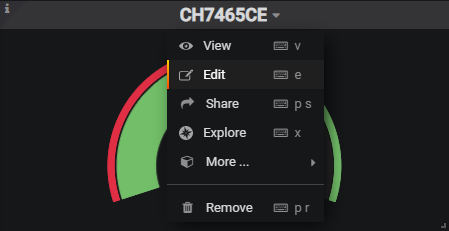 CH7465CE
View v
Edit e
Share p s
Explore x
More ...
Remove p r